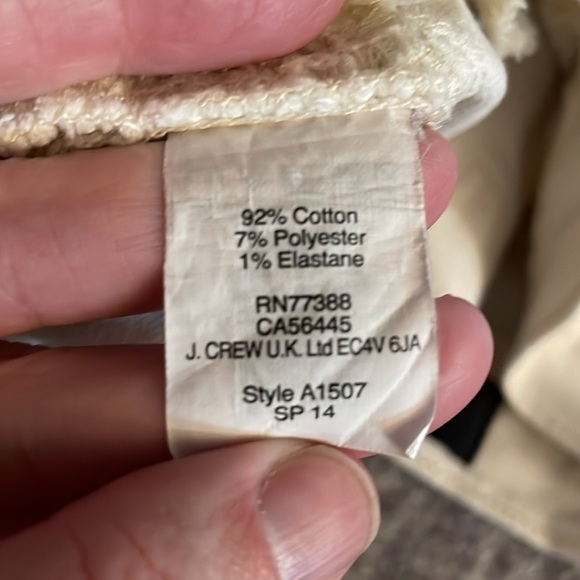 92% Cotton
7% Polyester
1% Elastane
RN77388
CA56445
J. CREW U.K. Ltd EC4V 6JA
Style A1507
SP 14